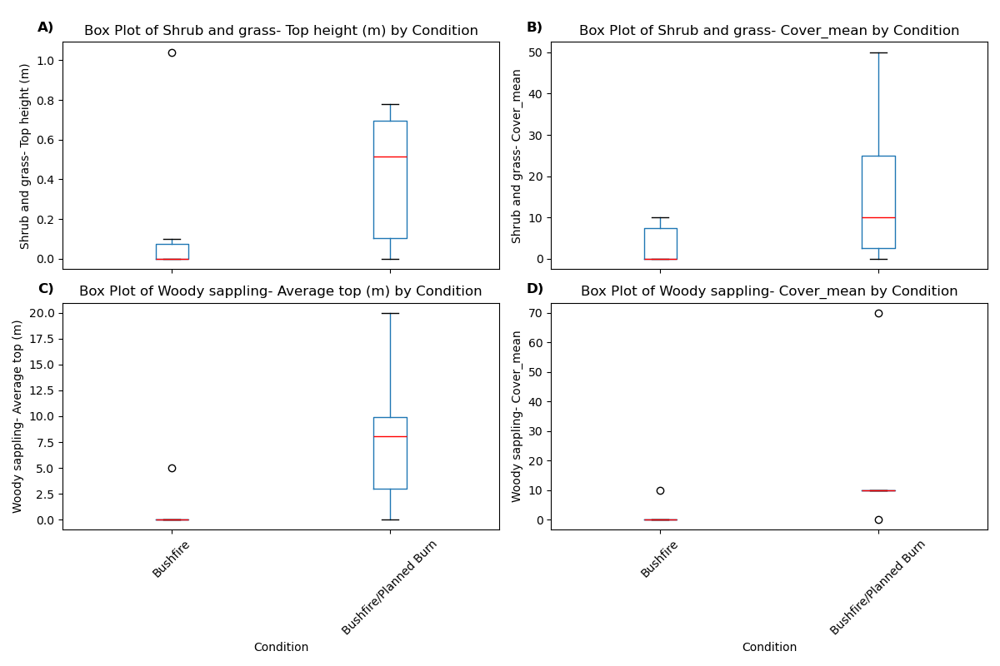 A)
Box Plot of Shrub and grass- Top height (m) by Condition
Shrub and grass- Top height (m)
1.0
0.8
0.6
0.4
0.2
0.0
B)
Box Plot of Shrub and grass- Cover_mean by Condition
Shrub and grass- Cover_mean
50
40
30
20
10
0
C)
Box Plot of Woody sappling- Average top (m) by Condition
Woody sappling- Average top (m)
20.0
17.5
15.0
12.5
10.0
7.5
5.0
2.5
0.0
Bushfire
Bushfire/Planned Burn
Condition
D)
Box Plot of Woody sappling- Cover_mean by Condition
Woody sappling- Cover_mean
70
60
50
40
30
20
10
0
Bushfire
Bushfire/Planned Burn
Condition